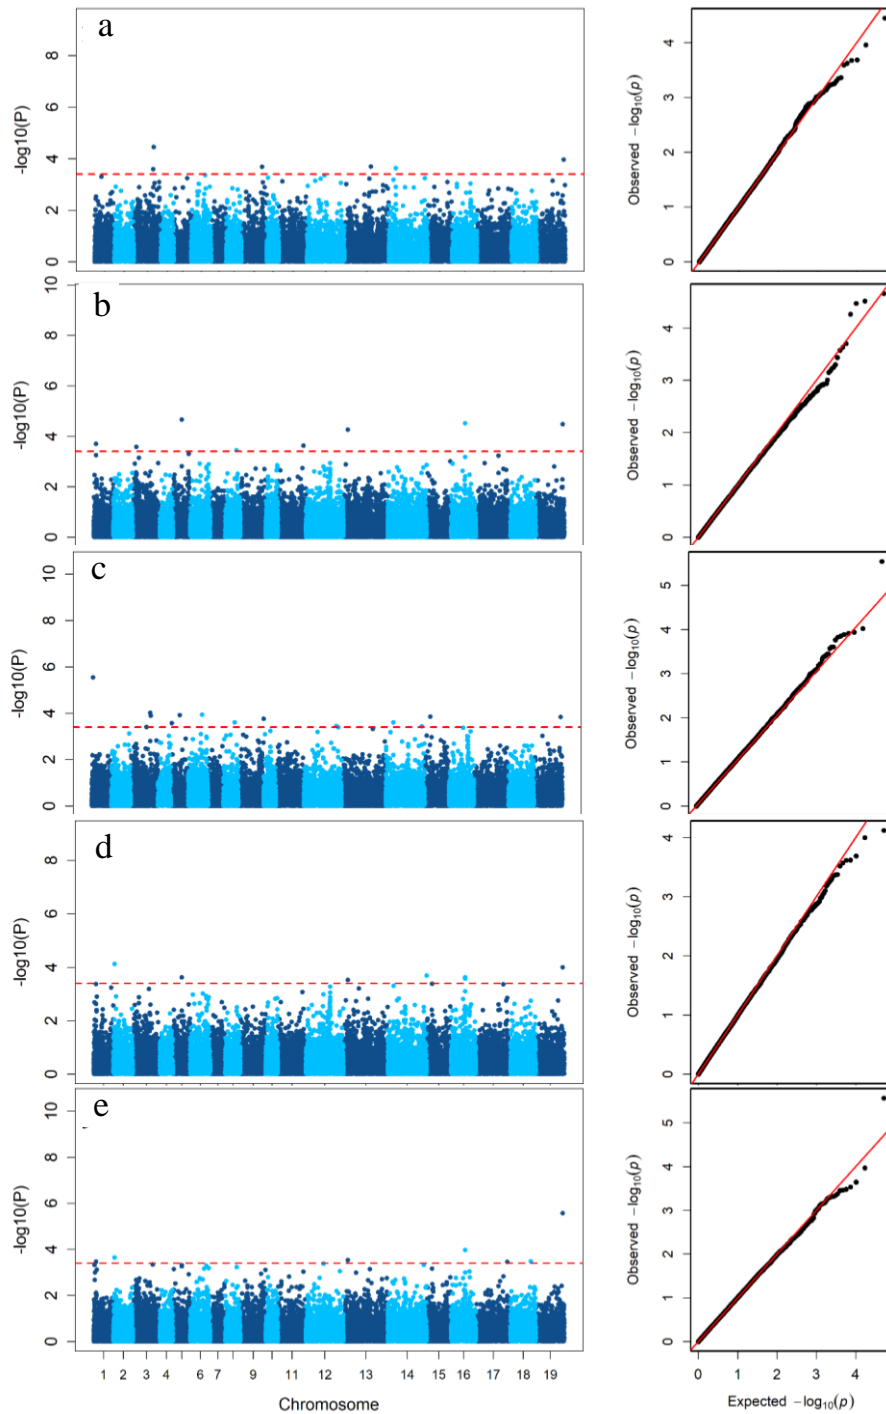 a
-log10(P)
0 2 4 6 8
Observed −log10(p)
0 1 2 3 4
b
-log10(P)
0 2 4 6 8 10
Observed −log10(p)
0 1 2 3 4
c
-log10(P)
0 2 4 6 8 10
Observed −log10(p)
0 1 2 3 4 5
d
-log10(P)
0 2 4 6 8
Observed −log10(p)
0 1 2 3 4
e
-log10(P)
0 2 4 6 8 10
Observed −log10(p)
0 1 2 3 4 5
1 2 3 4 6 7 9 11 12 13 14 15 16 18 19
Chromosome
0 1 2 3 4
Expected −log10(p)